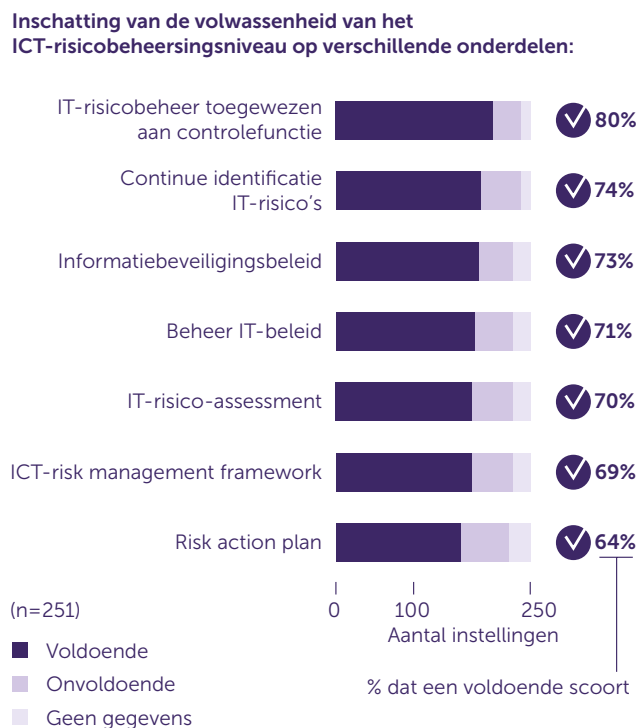 Inschatting van de volwassenheid van het
ICT-risicobeheersingsniveau op verschillende onderdelen:
IT-risicobeheer toegewezen
aan controlefunctie
80%
Continue identificatie
IT-risico's
74%
Informatiebeveiligingsbeleid
73%
Beheer IT-beleid
71%
IT-risico-assessment
70%
ICT-risk management framework
69%
Risk action plan
64%
0 100 250
Aantal instellingen
(n=251)
Voldoende
Onvoldoende
Geen gegevens
% dat een voldoende scoort